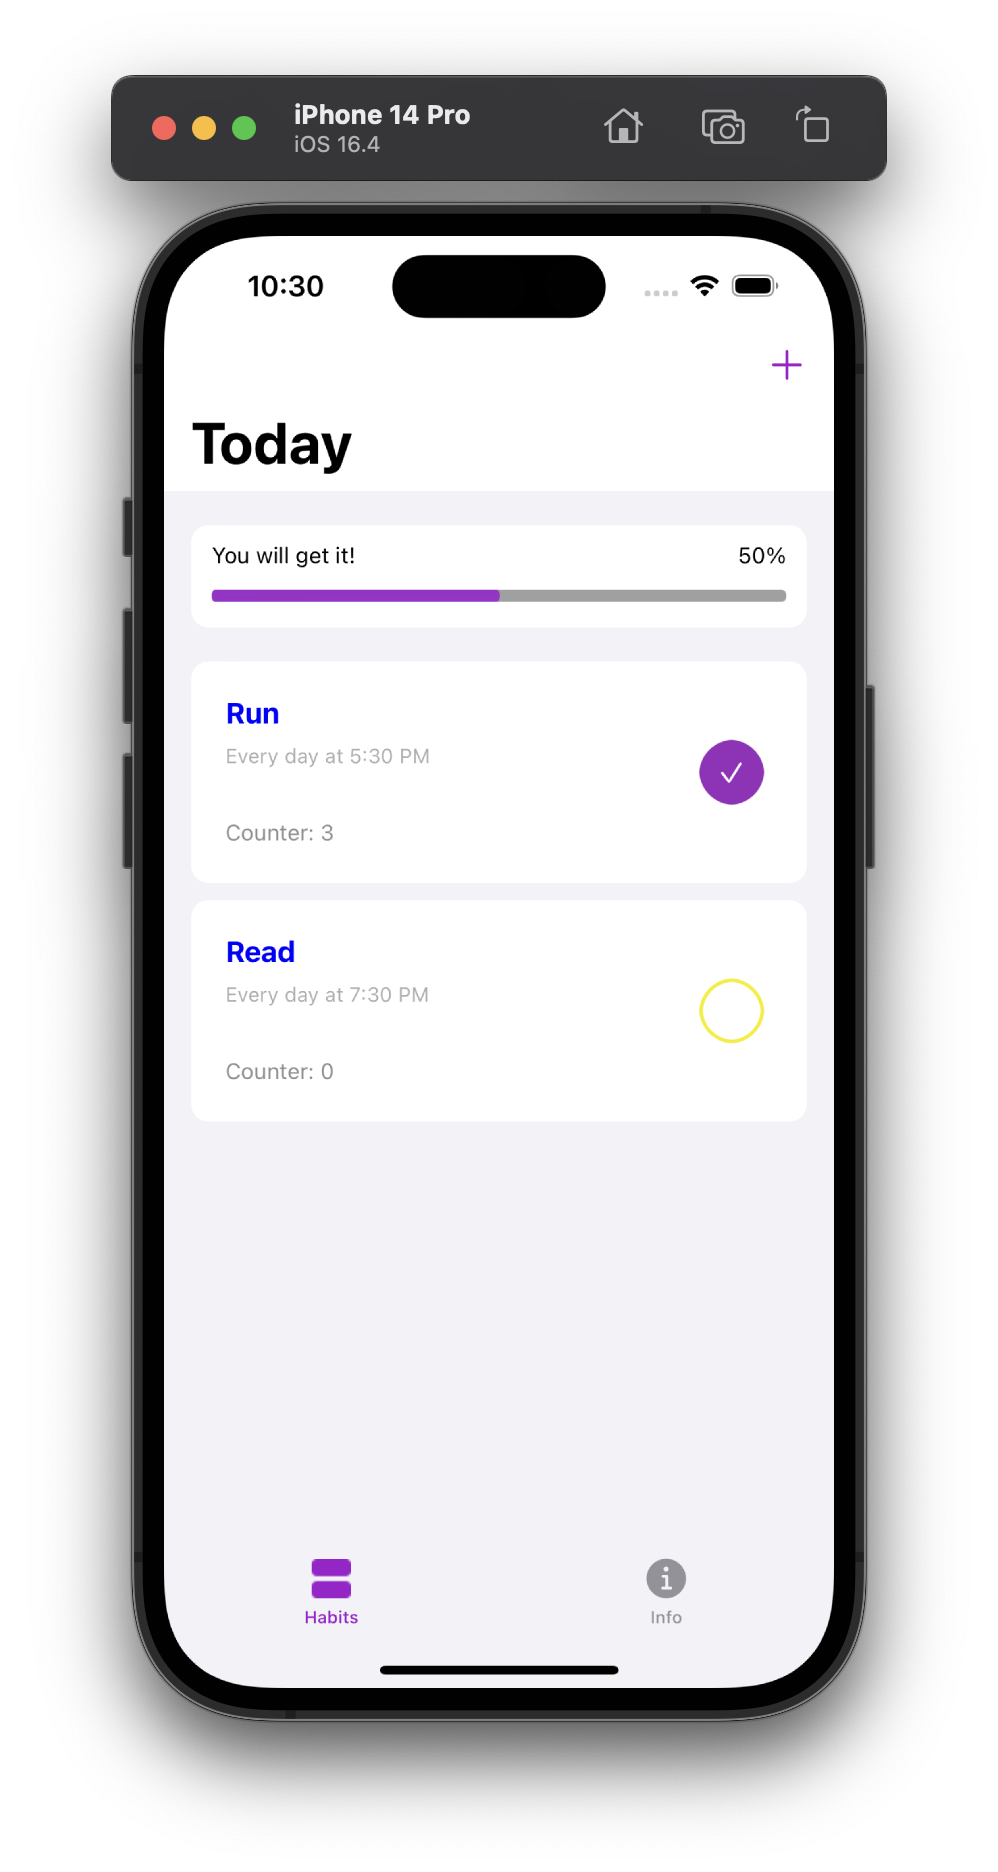 iPhone 14 Pro
iOS 16.4
10:30
Today
You will get it! 50%
Run
Every day at 5:30 PM
Counter: 3
Read
Every day at 7:30 PM
Counter: 0
Habits Info